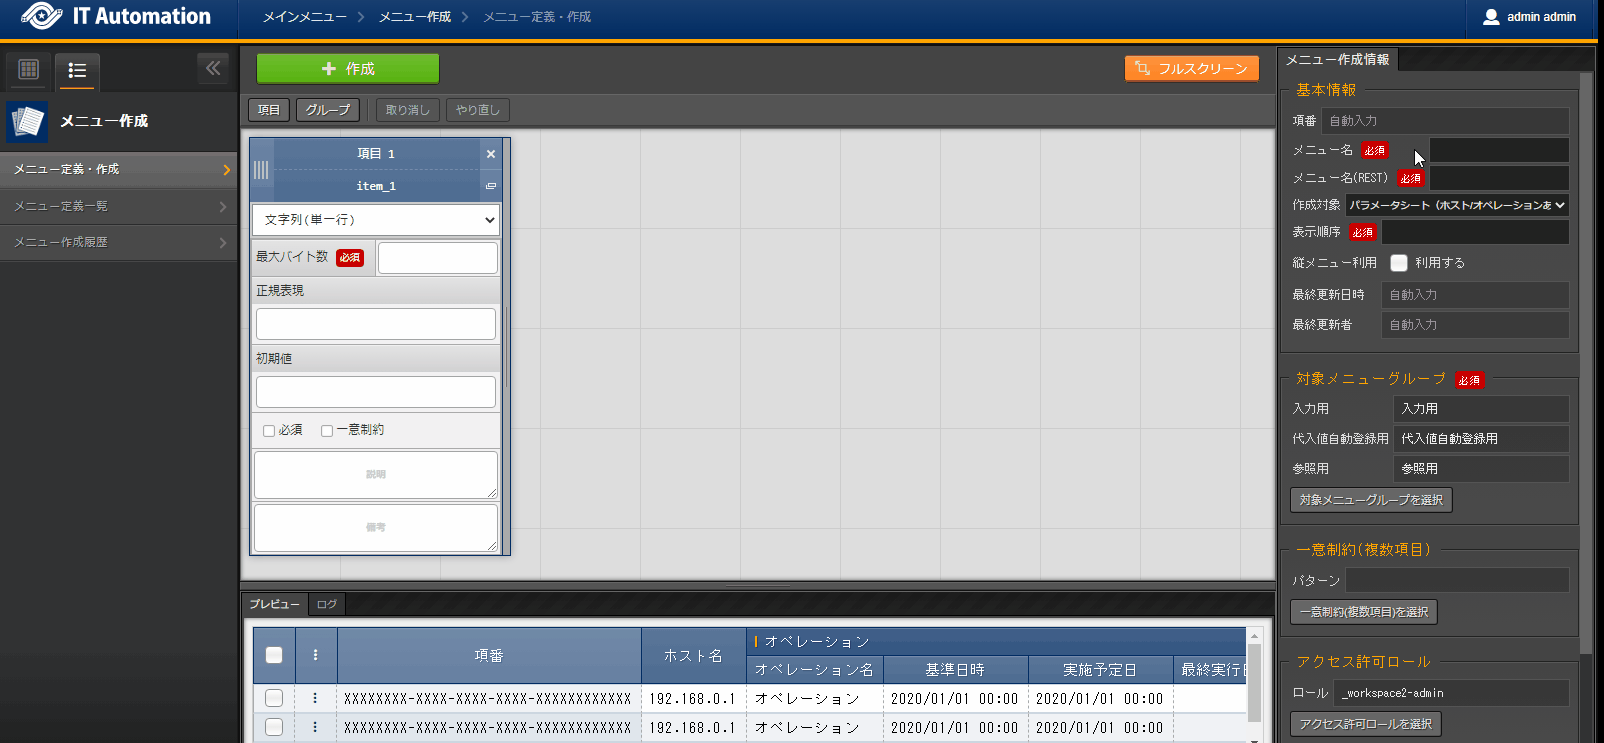 IT Automation
メインメニュー
メニュー作成
メニュー定義・作成
admin admin
メニュー作成
メニュー定義・作成
メニュー定義一覧
メニュー作成履歴
作成
フルスクリーン
項目
グループ
取り消し
やり直し
項目 1
item_1
文字列(単一行)
最大バイト数 必須
正規表現
初期値
必須
一意制約
説明
備考
メニュー作成情報
基本情報
項番 自動入力
メニュー名 必須
メニュー名(REST) 必須
作成対象 パラメータシート（ホスト/オペレーションあ
表示順序 必須
縦メニュー利用 利用する
最終更新日時 自動入力
最終更新者 自動入力
対象メニューグループ 必須
入力用 入力用
代入値自動登録用 代入値自動登録用
参照用 参照用
対象メニューグループを選択
一意制約(複数項目)
パターン
一意制約(複数項目)を選択
アクセス許可ロール
ロール _workspace2-admin
アクセス許可ロールを選択
プレビュー
ログ
項番
ホスト名
オペレーション
オペレーション名
基準日時
実施予定日
最終実行
XXXXXXXX-XXXX-XXXX-XXXX-XXXXXXXXXXXX 192.168.0.1 オペレーション 2020/01/01 00:00 2020/01/01 00:00
XXXXXXXX-XXXX-XXXX-XXXX-XXXXXXXXXXXX 192.168.0.1 オペレーション 2020/01/01 00:00 2020/01/01 00:00